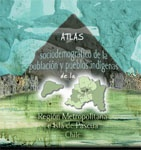 ATLAS
sociodemográfico de la
población y pueblos indígenas
de la
Región Metropolitana
e Isla de Pascua
Chile